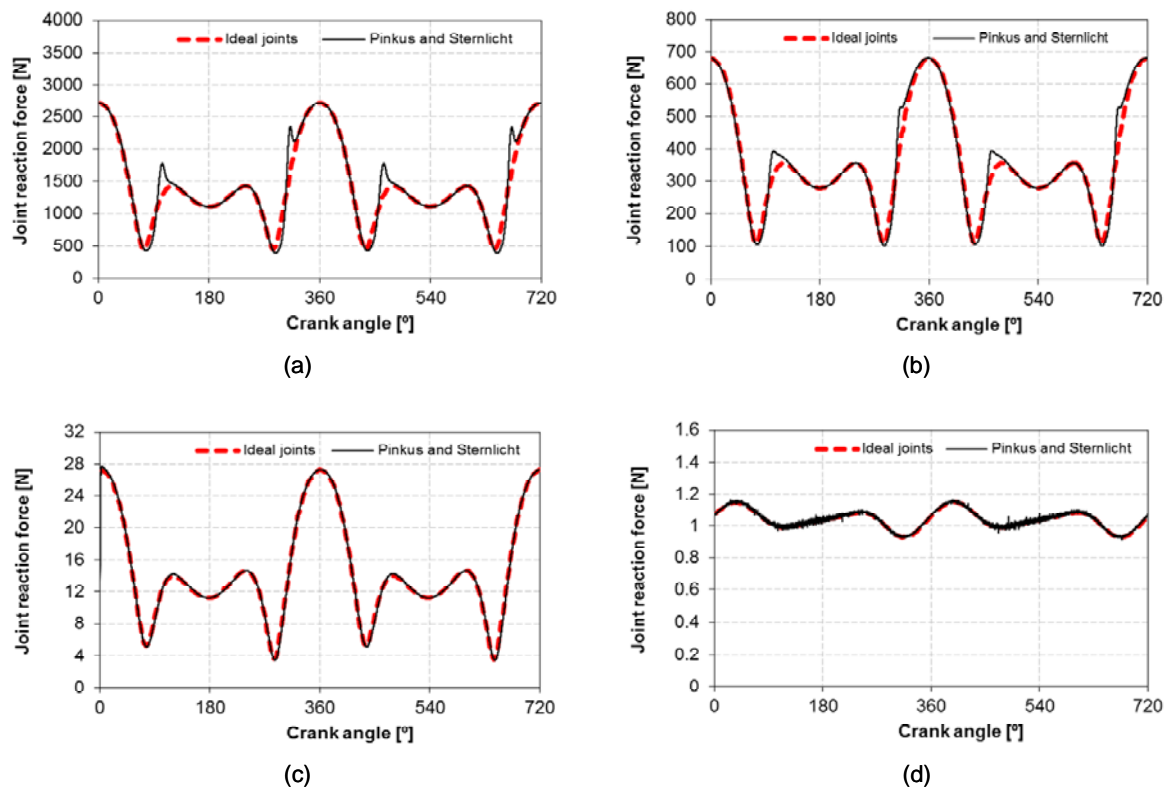 Joint reaction force [N]
4000
3500
3000
2500
2000
1500
1000
500
0
Ideal joints
Pinkus and Sternlicht
0 180 360 540 720
Crank angle [º]
(a)
Joint reaction force [N]
800
700
600
500
400
300
200
100
0
Ideal joints
Pinkus and Sternlicht
0 180 360 540 720
Crank angle [º]
(b)
Joint reaction force [N]
32
28
24
20
16
12
8
4
0
Ideal joints
Pinkus and Sternlicht
0 180 360 540 720
Crank angle [º]
(c)
Joint reaction force [N]
1.6
1.4
1.2
1
0.8
0.6
0.4
0.2
0
Ideal joints
Pinkus and Sternlicht
0 180 360 540 720
Crank angle [º]
(d)